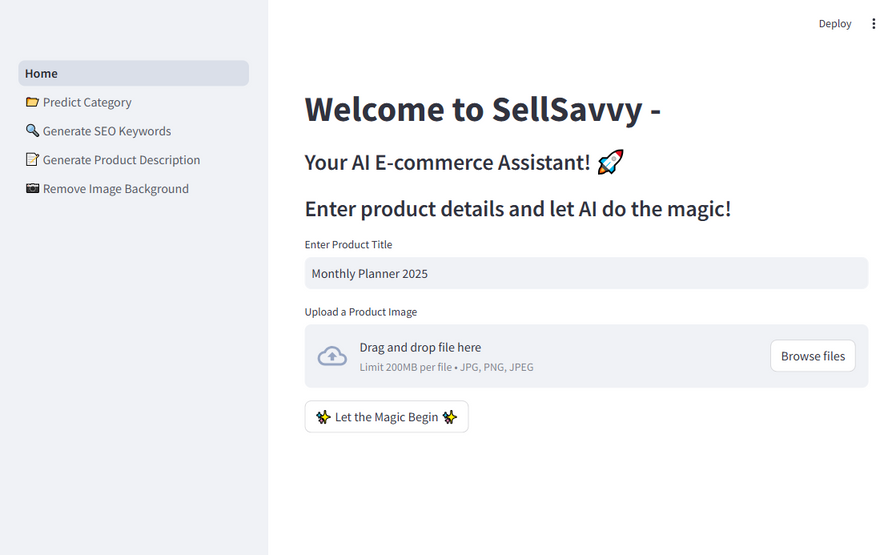 Deploy
Home
📂 Predict Category
🔍 Generate SEO Keywords
📝 Generate Product Description
📷 Remove Image Background
Welcome to SellSavvy -
Your AI E-commerce Assistant! 🚀
Enter product details and let AI do the magic!
Enter Product Title
Monthly Planner 2025
Upload a Product Image
Drag and drop file here
Limit 200MB per file • JPG, PNG, JPEG
Browse files
✨ Let the Magic Begin ✨